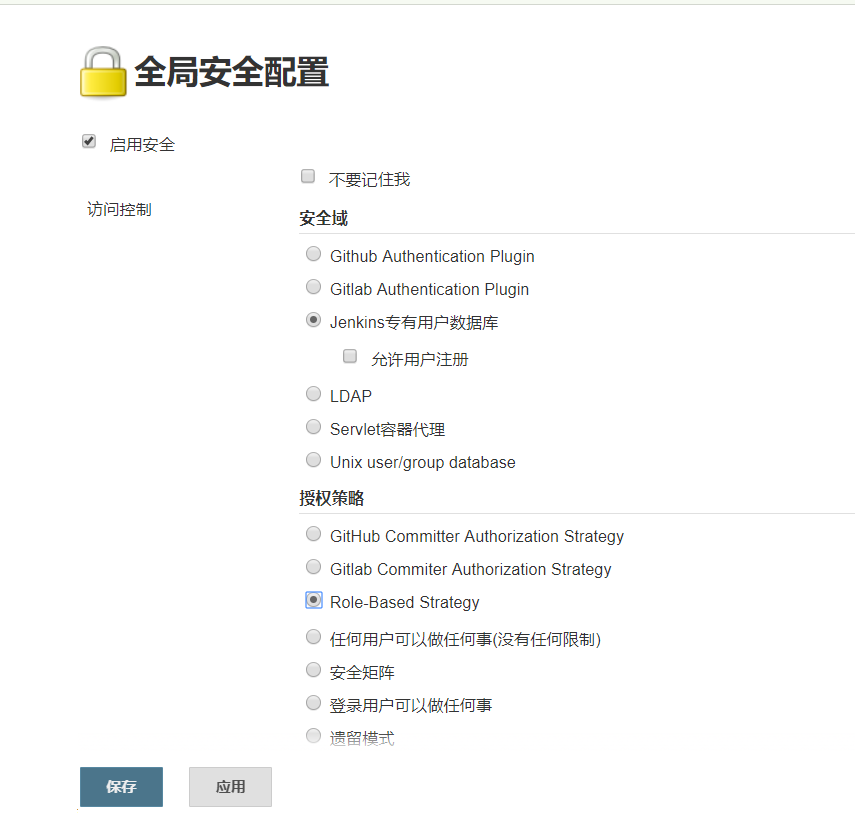 全局安全配置
启用安全
不要记住我
访问控制
安全域
Github Authentication Plugin
Gitlab Authentication Plugin
Jenkins专有用户数据库
允许用户注册
LDAP
Servlet容器代理
Unix user/group database
授权策略
GitHub Committer Authorization Strategy
Gitlab Commiter Authorization Strategy
Role-Based Strategy
任何用户可以做任何事(没有任何限制)
安全矩阵
登录用户可以做任何事
遗留模式
保存 应用